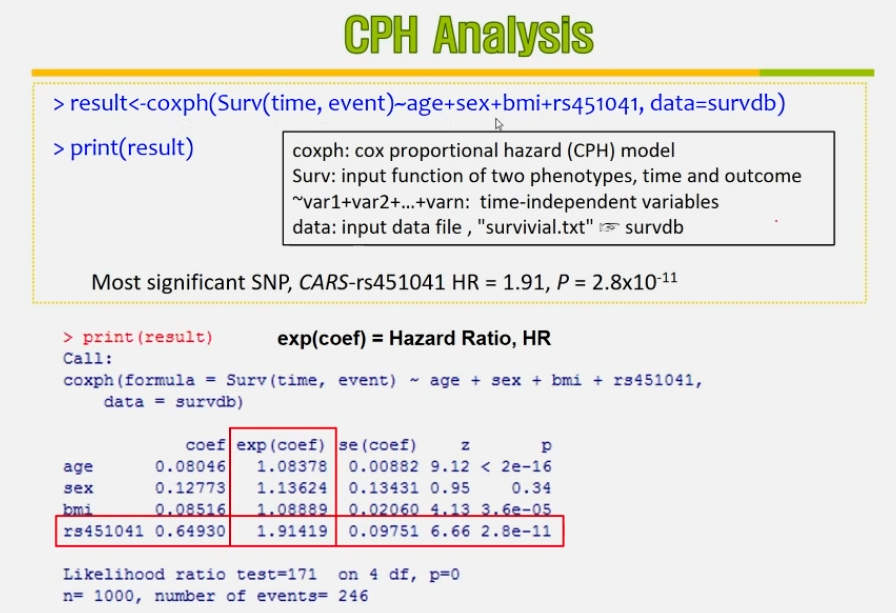 CPH Analysis
> result<-coxph(Surv(time, event)~age+sex+bmi+rs451041, data=survdb)
> print(result)
coxph: cox proportional hazard (CPH) model
Surv: input function of two phenotypes, time and outcome
~var1+var2+...+varn: time-independent variables
data: input data file , "survivial.txt" ☞ survdb
Most significant SNP, CARS-rs451041 HR = 1.91, P = 2.8x10⁻¹¹
> print(result)
exp(coef) = Hazard Ratio, HR
Call:
coxph(formula = Surv(time, event) ~ age + sex + bmi + rs451041,
data = survdb)
coef exp(coef) se(coef) z p
age 0.08046 1.08378 0.00882 9.12 < 2e-16
sex 0.12773 1.13624 0.13431 0.95 0.34
bmi 0.08516 1.08889 0.02060 4.13 3.6e-05
rs451041 0.64930 1.91419 0.09751 6.66 2.8e-11
Likelihood ratio test=171 on 4 df, p=0
n= 1000, number of events= 246